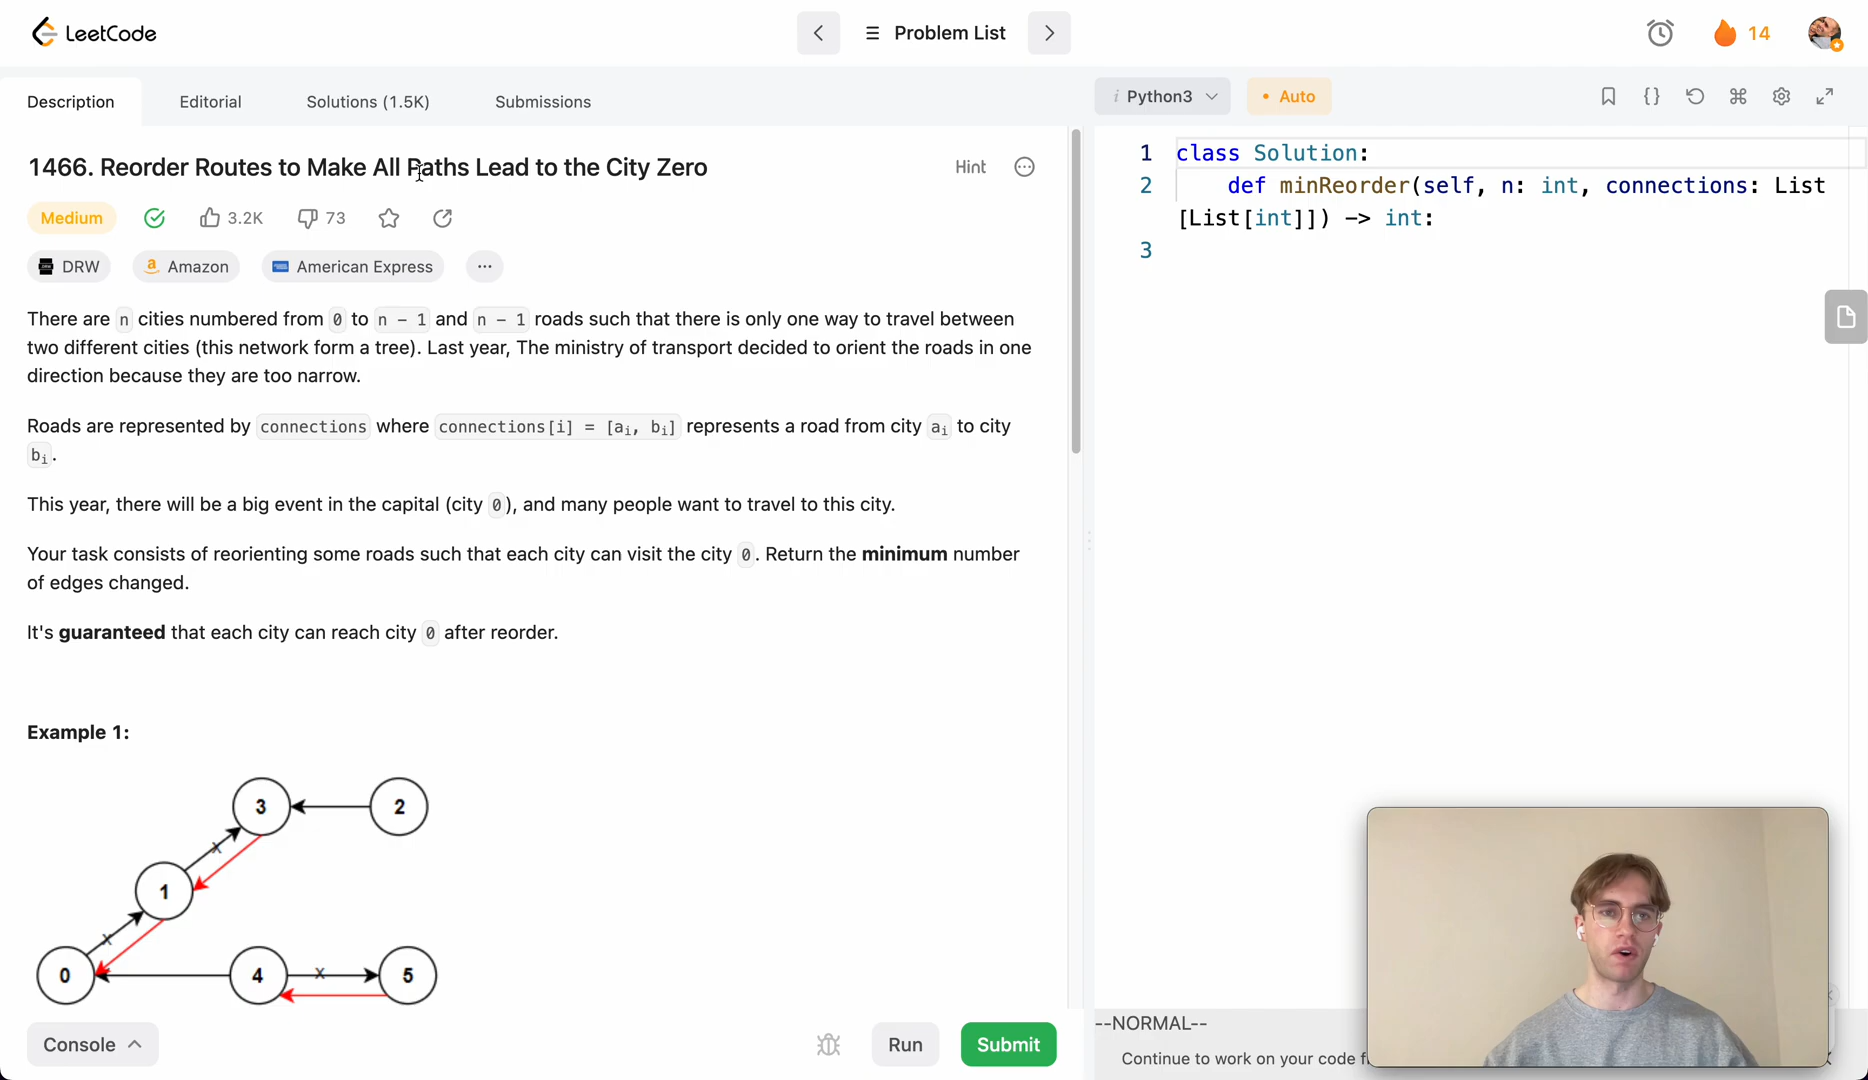 LeetCode
Problem List
14
Description
Editorial
Solutions (1.5K)
Submissions
i Python3
• Auto
1466. Reorder Routes to Make All Paths Lead to the City Zero
Hint
Medium
3.2K
73
DRW
a Amazon
American Express
...
There are n cities numbered from 0 to n - 1 and n - 1 roads such that there is only one way to travel between
two different cities (this network form a tree). Last year, The ministry of transport decided to orient the roads in one
direction because they are too narrow.
Roads are represented by connections where connections[i] = [aᵢ, bᵢ] represents a road from city aᵢ to city
bᵢ.
This year, there will be a big event in the capital (city 0), and many people want to travel to this city.
Your task consists of reorienting some roads such that each city can visit the city 0. Return the minimum number
of edges changed.
It's guaranteed that each city can reach city 0 after reorder.
Example 1:
3
2
x
1
x
0
4
x
5
Console
Run
Submit
1 class Solution:
2 def minReorder(self, n: int, connections: List
[List[int]]) -> int:
3
--NORMAL--
Continue to work on your code